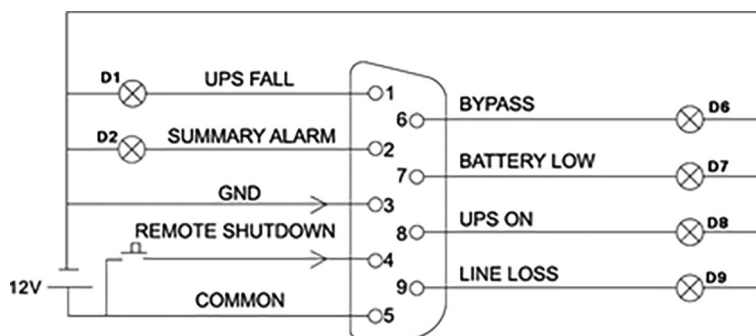 D1 UPS FALL 1
6 BYPASS D6
D2 SUMMARY ALARM 2
7 BATTERY LOW D7
GND 3
8 UPS ON D8
REMOTE SHUTDOWN 4
9 LINE LOSS D9
12V
COMMON 5